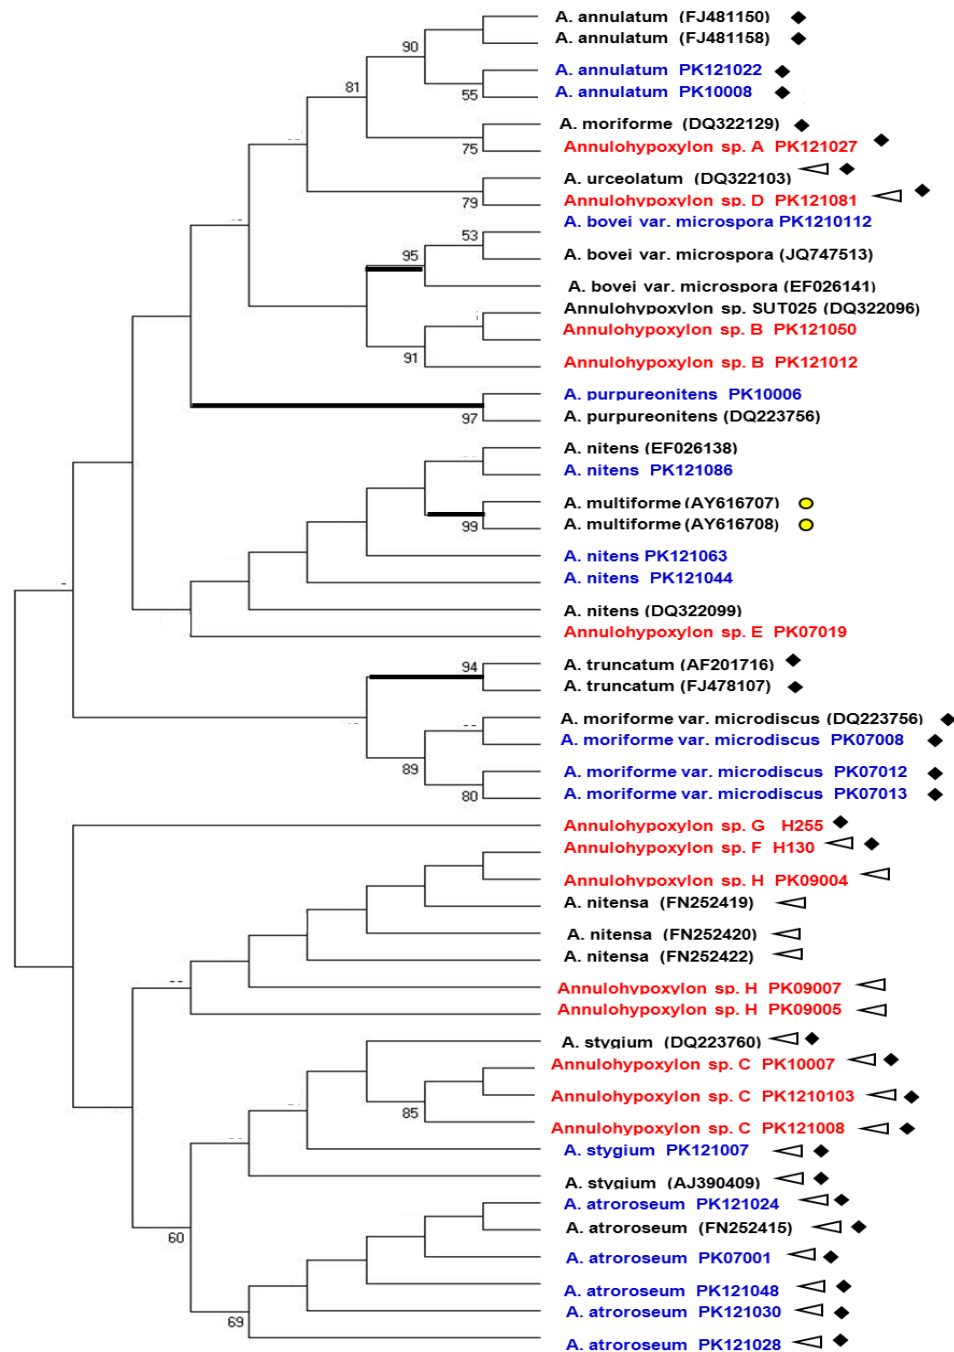 A. annulatum (FJ481150)
90
A. annulatum (FJ481158)
A. annulatum PK121022
81
55
A. annulatum PK10008
A. moriforme (DQ322129)
75
Annulohypoxylon sp. A PK121027
A. urceolatum (DQ322103)
79
Annulohypoxylon sp. D PK121081
A. bovei var. microspora PK1210112
53
95
A. bovei var. microspora (JQ747513)
A. bovei var. microspora (EF026141)
Annulohypoxylon sp. SUT025 (DQ322096)
Annulohypoxylon sp. B PK121050
91
Annulohypoxylon sp. B PK121012
A. purpureonitens PK10006
97
A. purpureonitens (DQ223756)
A. nitens (EF026138)
A. nitens PK121086
A. multiforme (AY616707)
99
A. multiforme (AY616708)
A. nitens PK121063
A. nitens PK121044
A. nitens (DQ322099)
Annulohypoxylon sp. E PK07019
94
A. truncatum (AF201716)
A. truncatum (FJ478107)
A. moriforme var. microdiscus (DQ223756)
A. moriforme var. microdiscus PK07008
89
A. moriforme var. microdiscus PK07012
80
A. moriforme var. microdiscus PK07013
Annulohypoxylon sp. G H255
Annulohypoxylon sp. F H130
Annulohypoxylon sp. H PK09004
A. nitensa (FN252419)
A. nitensa (FN252420)
A. nitensa (FN252422)
Annulohypoxylon sp. H PK09007
Annulohypoxylon sp. H PK09005
A. stygium (DQ223760)
Annulohypoxylon sp. C PK10007
Annulohypoxylon sp. C PK1210103
85
Annulohypoxylon sp. C PK121008
A. stygium PK121007
A. stygium (AJ390409)
A. atroroseum PK121024
60
A. atroroseum (FN252415)
A. atroroseum PK07001
A. atroroseum PK121048
A. atroroseum PK121030
69
A. atroroseum PK121028